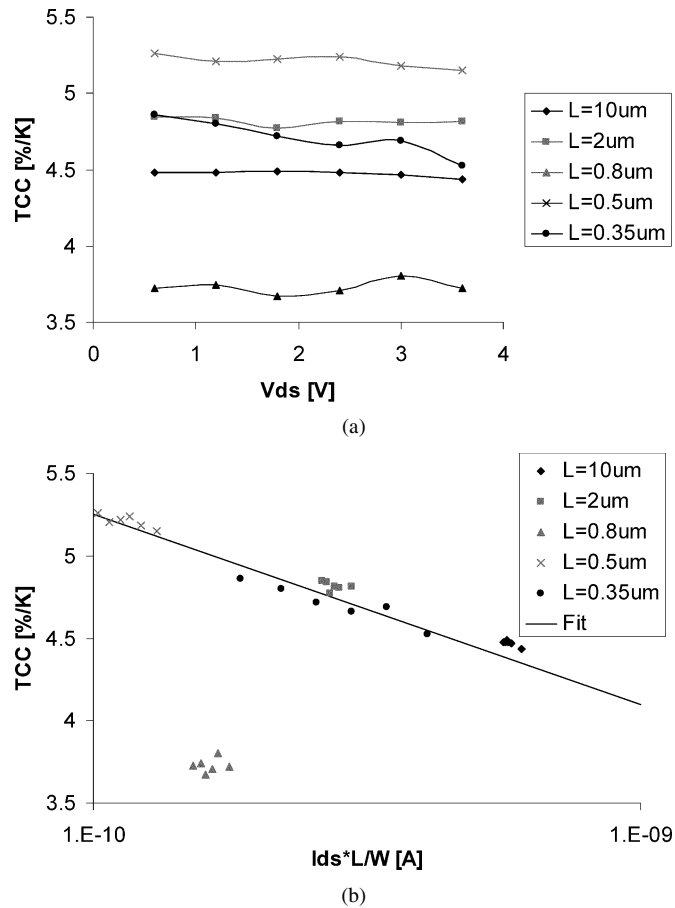 5.5
5
4.5
4
3.5
TCC [%/K]
0 1 2 3 4
Vds [V]
L=10um
L=2um
L=0.8um
L=0.5um
L=0.35um
(a)
5.5
5
4.5
4
3.5
TCC [%/K]
1.E-10 1.E-09
Ids*L/W [A]
L=10um
L=2um
L=0.8um
L=0.5um
L=0.35um
Fit
(b)